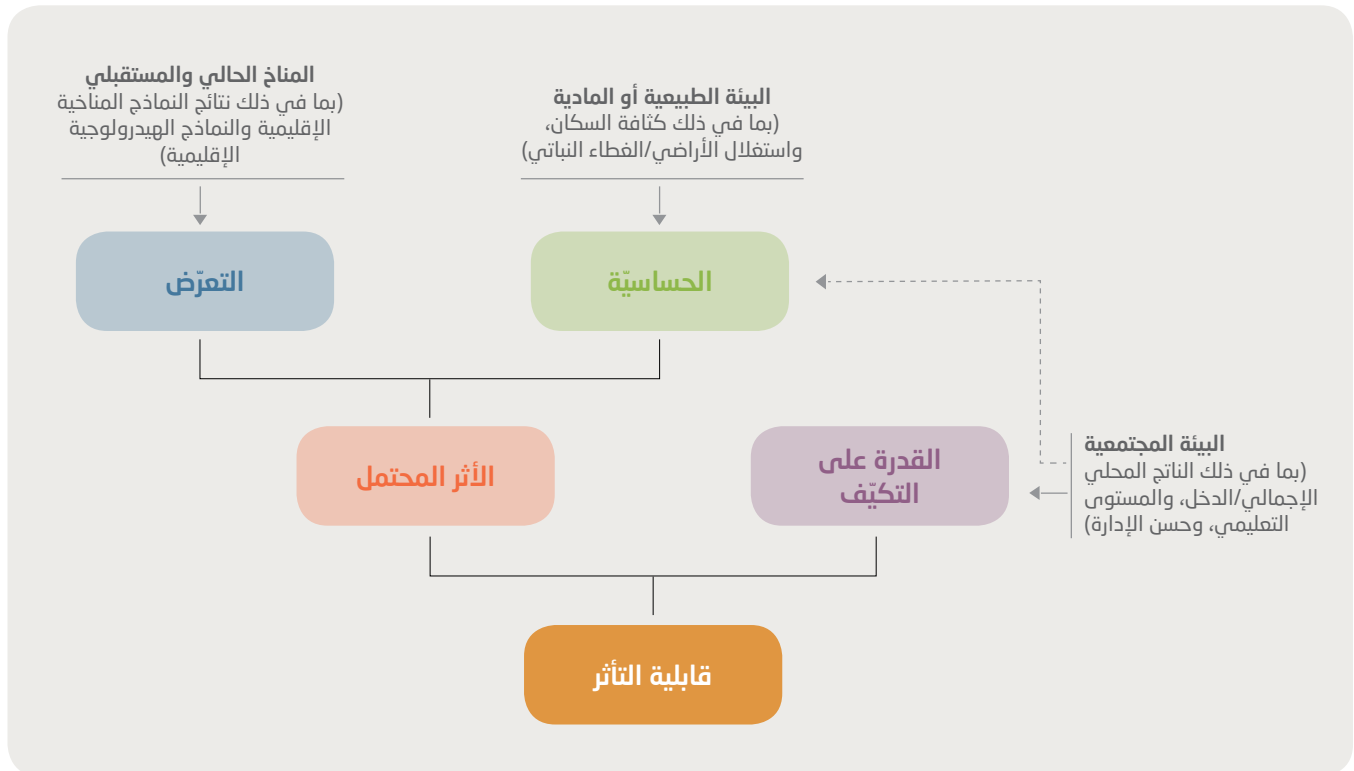 المناخ الحالي والمستقبلي
(بما في ذلك نتائج النماذج المناخية
الإقليمية والنماذج الهيدرولوجية
الإقليمية)
البيئة الطبيعية أو المادية
(بما في ذلك كثافة السكان،
واستغلال الأراضي/الغطاء النباتي)
التعرّض
الحساسيّة
الأثر المحتمل
القدرة على
التكيّف
البيئة المجتمعية
(بما في ذلك الناتج المحلي
الإجمالي/الدخل، والمستوى
التعليمي، وحسن الإدارة)
قابلية التأثر